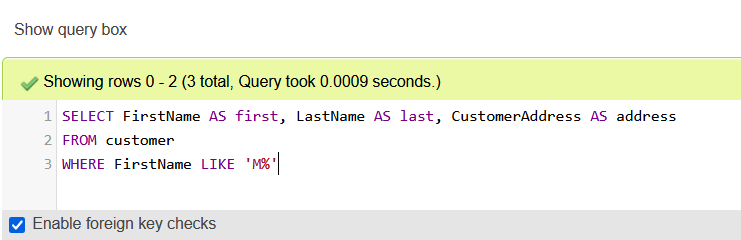 Show query box
Showing rows 0 - 2 (3 total, Query took 0.0009 seconds.)
1 SELECT FirstName AS first, LastName AS last, CustomerAddress AS address
2 FROM customer
3 WHERE FirstName LIKE 'M%'
Enable foreign key checks